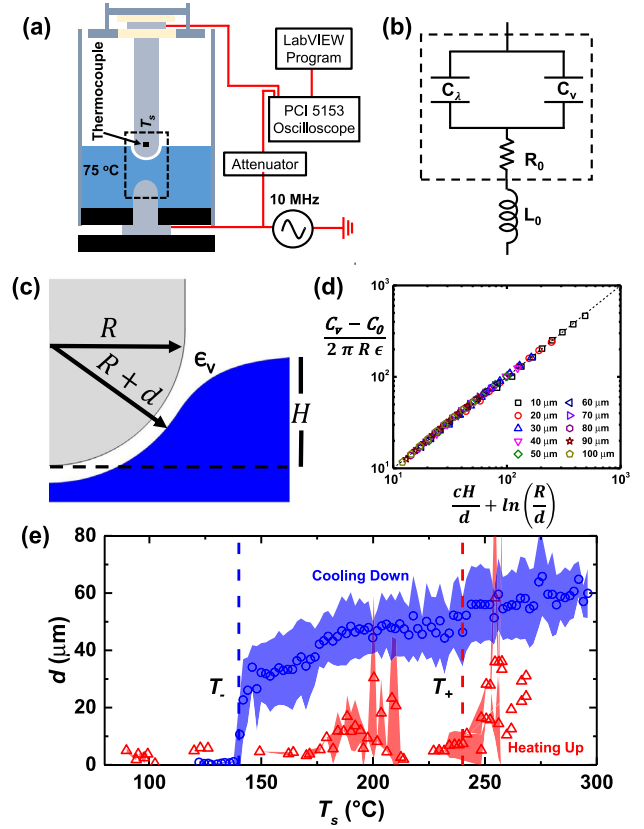 (a)
Thermocouple
T_s
75 °C
LabVIEW
Program
PCI 5153
Oscilloscope
Attenuator
10 MHz
(b)
C_λ
C_v
R_0
L_0
(c)
R
R + d
ϵ_v
H
(d)
C_v − C_0
2 π R ϵ
10^3
10^2
10^1
10^1
10^2
10^3
10 μm
20 μm
30 μm
40 μm
50 μm
60 μm
70 μm
80 μm
90 μm
100 μm
cH/d + ln(R/d)
(e)
d (μm)
80
60
40
20
0
Cooling Down
T_-
T_+
Heating Up
100
150
200
250
300
T_s (°C)